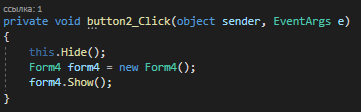 ссылка: 1
private void button2_Click(object sender, EventArgs e)
{
this.Hide();
Form4 form4 = new Form4();
form4.Show();
}